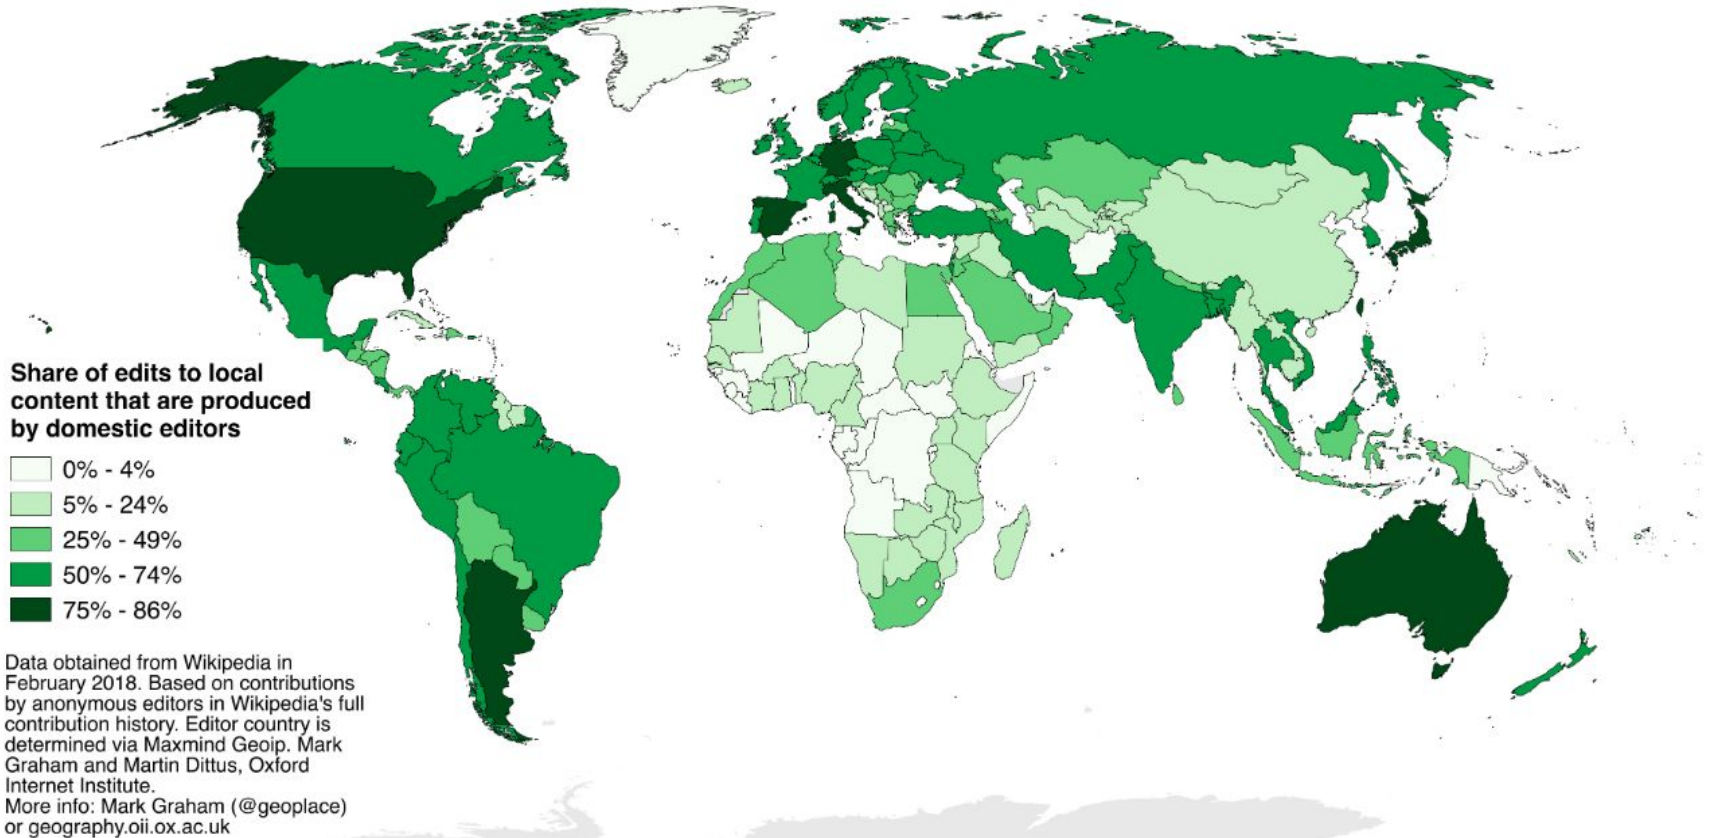 Share of edits to local
content that are produced
by domestic editors
0% - 4%
5% - 24%
25% - 49%
50% - 74%
75% - 86%
Data obtained from Wikipedia in
February 2018. Based on contributions
by anonymous editors in Wikipedia's full
contribution history. Editor country is
determined via Maxmind Geoip. Mark
Graham and Martin Dittus, Oxford
Internet Institute.
More info: Mark Graham (@geoplace)
or geography.oii.ox.ac.uk